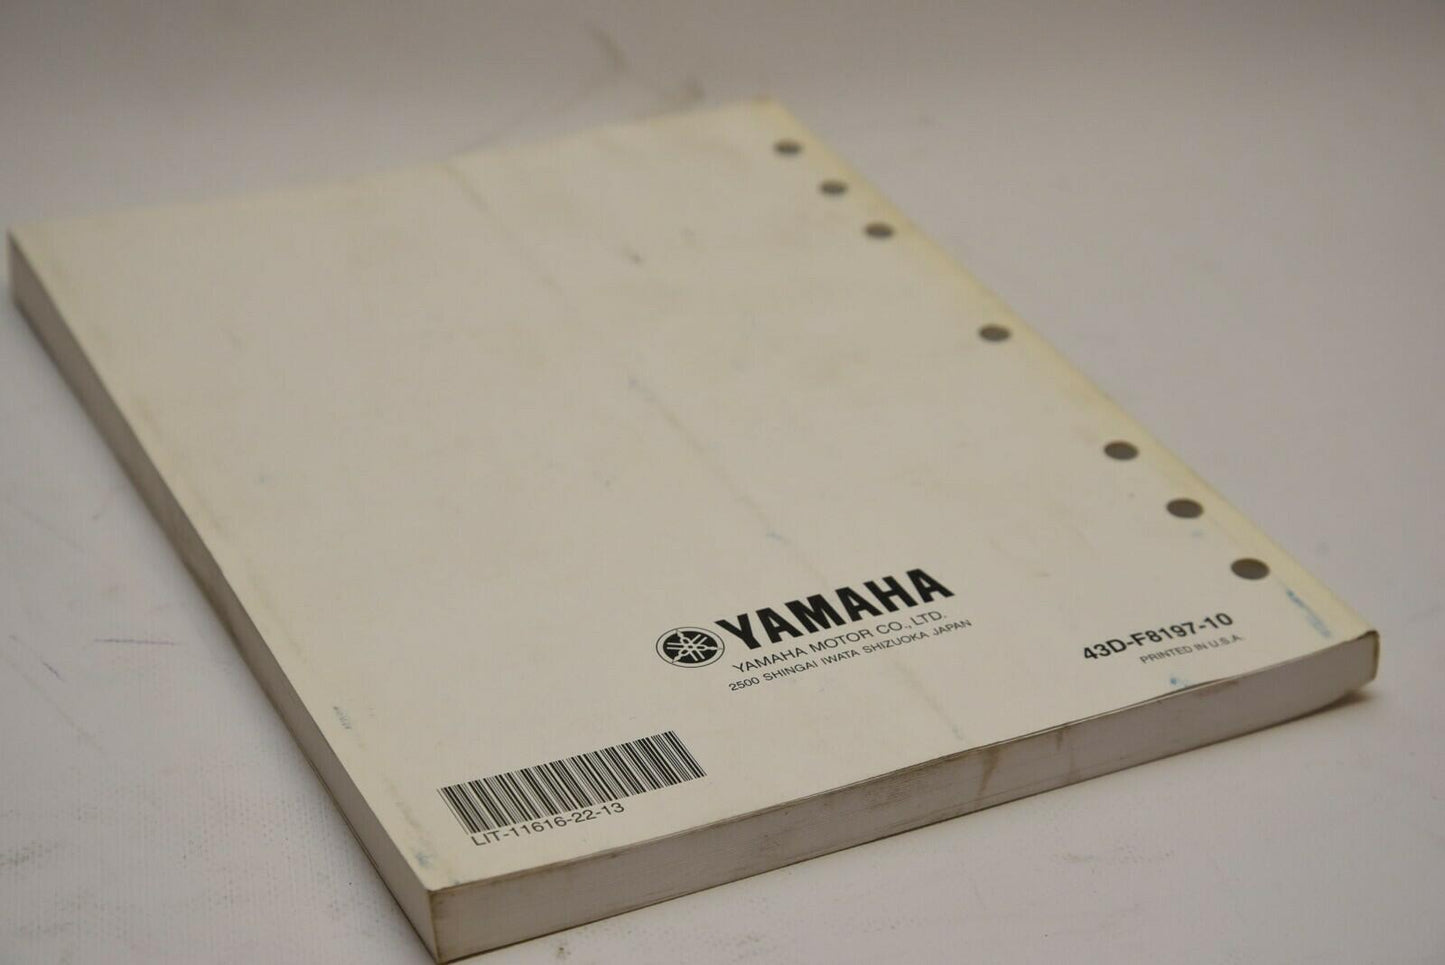 YAMAHA
YAMAHA MOTOR CO., LTD.
2500 SHINGAI IWATA SHIZUOKA JAPAN
43D-F8197-10
PRINTED IN U.S.A.
LIT-11616-22-13